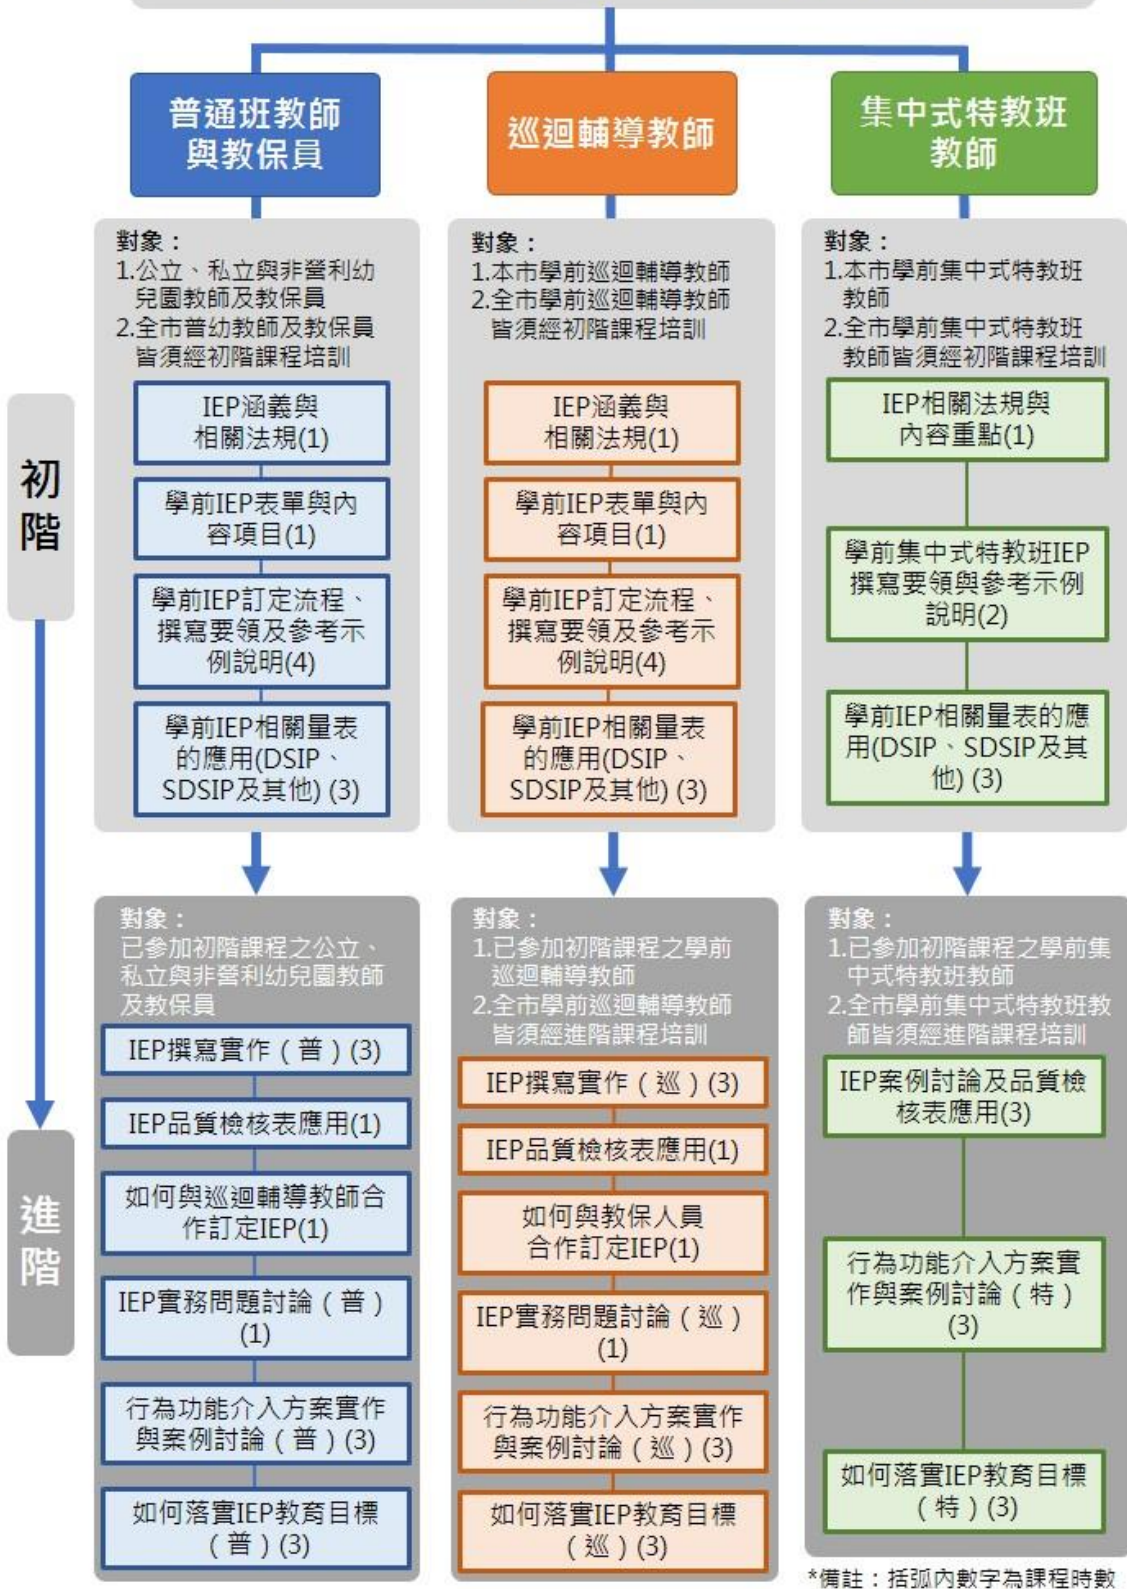 普通班教師
與教保員
巡迴輔導教師
集中式特教班
教師
初
階
對象：
1.公立、私立與非營利幼
兒園教師及教保員
2.全市普幼教師及教保員
皆須經初階課程培訓
IEP涵義與
相關法規(1)
學前IEP表單與內
容項目(1)
學前IEP訂定流程、
撰寫要領及參考示
例說明(4)
學前IEP相關量表
的應用(DSIP、
SDSIP及其他) (3)
對象：
1.本市學前巡迴輔導教師
2.全市學前巡迴輔導教師
皆須經初階課程培訓
IEP涵義與
相關法規(1)
學前IEP表單與內
容項目(1)
學前IEP訂定流程、
撰寫要領及參考示
例說明(4)
學前IEP相關量表
的應用(DSIP、
SDSIP及其他) (3)
對象：
1.本市學前集中式特教班
教師
2.全市學前集中式特教班
教師皆須經初階課程培訓
IEP相關法規與
內容重點(1)
學前集中式特教班IEP
撰寫要領與參考示例
說明(2)
學前IEP相關量表的應
用(DSIP、SDSIP及其
他) (3)
進
階
對象：
已參加初階課程之公立、
私立與非營利幼兒園教師
及教保員
IEP撰寫實作（普）(3)
IEP品質檢核表應用(1)
如何與巡迴輔導教師合
作訂定IEP(1)
IEP實務問題討論（普）
(1)
行為功能介入方案實作
與案例討論（普）(3)
如何落實IEP教育目標
（普）(3)
對象：
1.已參加初階課程之學前
巡迴輔導教師
2.全市學前巡迴輔導教師
皆須經進階課程培訓
IEP撰寫實作（巡）(3)
IEP品質檢核表應用(1)
如何與教保人員
合作訂定IEP(1)
IEP實務問題討論（巡）
(1)
行為功能介入方案實作
與案例討論（巡）(3)
如何落實IEP教育目標
（巡）(3)
對象：
1.已參加初階課程之學前集
中式特教班教師
2.全市學前集中式特教班教
師皆須經進階課程培訓
IEP案例討論及品質檢
核表應用(3)
行為功能介入方案實
作與案例討論（特）
(3)
如何落實IEP教育目標
（特）(3)
*備註：括弧內數字為課程時數